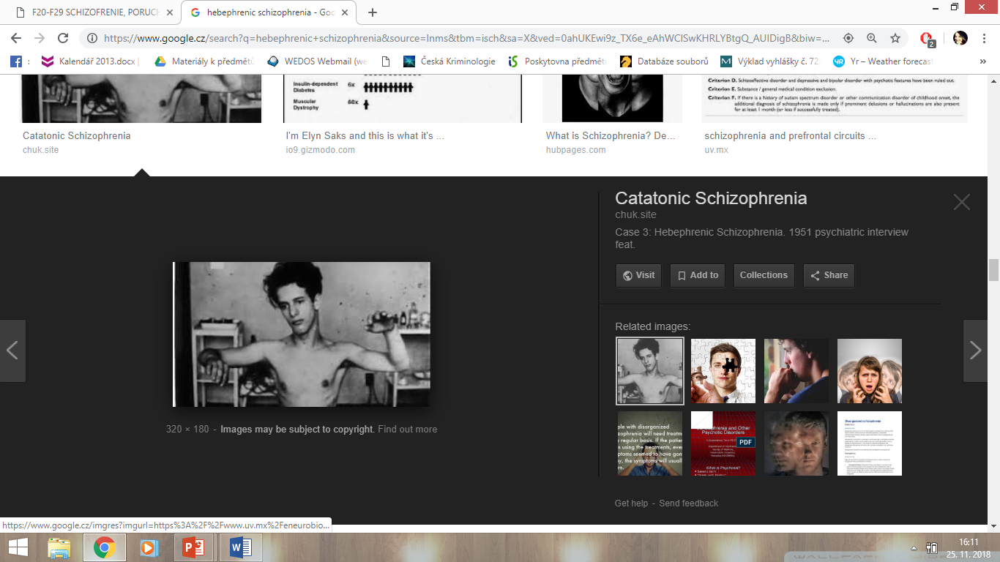 F20-F29 SCHIZOFRENIE, PORUCH
hebephrenic schizophrenia - Goo
https://www.google.cz/search?q=hebephrenic+schizophrenia&source=lnms&tbm=isch&sa=X&ved=0ahUKEwi9z_TX6e_eAhWClSwKHRLYBtgQ_AUIDigB&biw=...
2
Kalendář 2013.docx
Materiály k předmětů
WEDOS Webmail (we
Česká Kriminologie
Poskytovna předmětu
Databáze souborů
Výklad vyhlášky č. 72
Yr – Weather forecast
»
Insulin-dependent
Diabetes
6x
Muscular
Dystrophy
60x
Criterion D. Schizoaffective disorder and depressive and bipolar disorder with psychotic features have been ruled out.
Criterion E. Substance / general medical condition exclusion.
Criterion F. If there is a history of autism spectrum disorder or other communication disorder of childhood onset, the
additional diagnosis of schizophrenia is made only if prominent delusions or hallucinations are also present
for at least 1 month (or less if successfully treated).
Catatonic Schizophrenia
chuk.site
I'm Elyn Saks and this is what it's ...
io9.gizmodo.com
What is Schizophrenia? De...
hubpages.com
schizophrenia and prefrontal circuits ...
uv.mx
Catatonic Schizophrenia
chuk.site
Case 3: Hebephrenic Schizophrenia. 1951 psychiatric interview
feat.
Visit
Add to
Collections
Share
320 × 180 - Images may be subject to copyright. Find out more
Related images:
ple with disorganized
zophrenia will need treatm
regular basis. If the patie
s using the treatments, eve
ptoms seemed to have gon
y, the symptoms will usuall
rn.
ophrenia and Other
Psychotic Disorders
PDF
What is Psychosis?
Disorganized schizophrenia
Get help - Send feedback
https://www.google.cz/imgres?imgurl=https%3A%2F%2Fwww.uv.mx%2Feneurobio...
16:11
25. 11. 2018